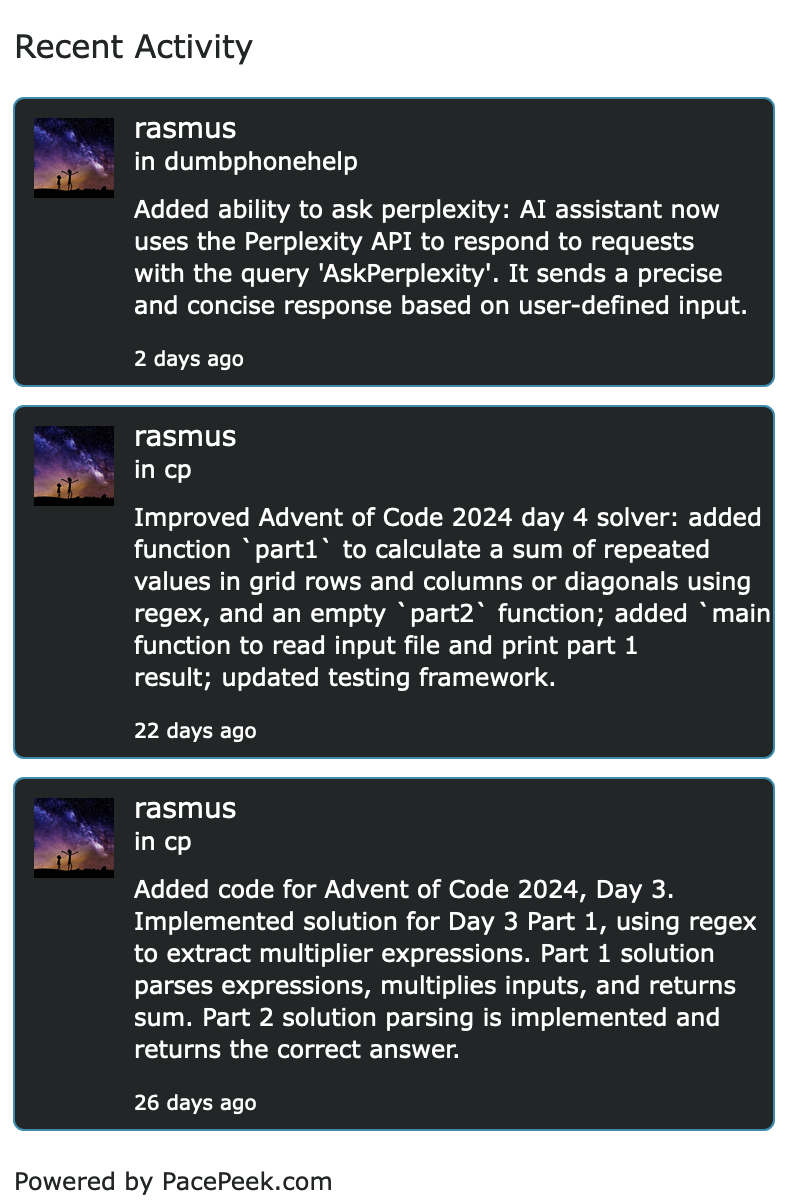 Recent Activity
rasmus
in dumbphonehelp
Added ability to ask perplexity: AI assistant now
uses the Perplexity API to respond to requests
with the query 'AskPerplexity'. It sends a precise
and concise response based on user-defined input.
2 days ago
rasmus
in cp
Improved Advent of Code 2024 day 4 solver: added
function `part1` to calculate a sum of repeated
values in grid rows and columns or diagonals using
regex, and an empty `part2` function; added `main
function to read input file and print part 1
result; updated testing framework.
22 days ago
rasmus
in cp
Added code for Advent of Code 2024, Day 3.
Implemented solution for Day 3 Part 1, using regex
to extract multiplier expressions. Part 1 solution
parses expressions, multiplies inputs, and returns
sum. Part 2 solution parsing is implemented and
returns the correct answer.
26 days ago
Powered by PacePeek.com